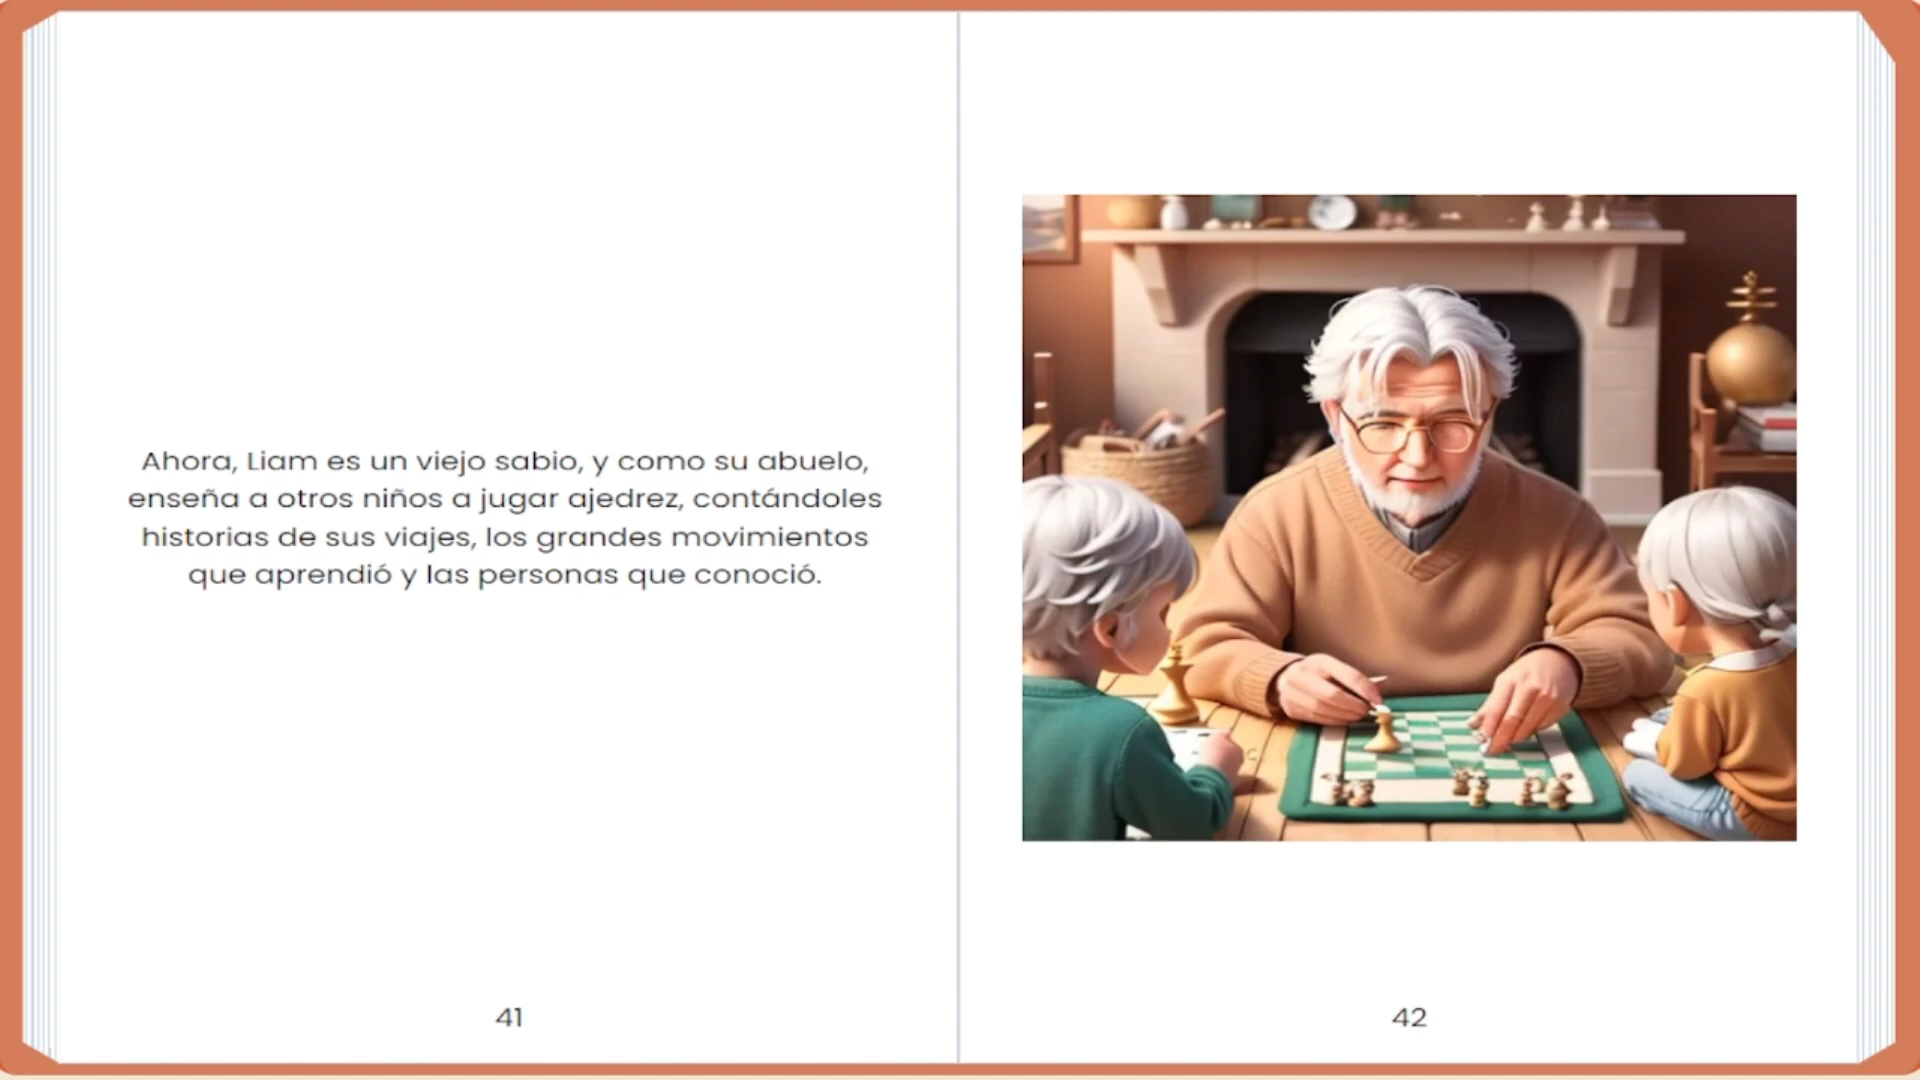 Ahora, Liam es un viejo sabio, y como su abuelo,
enseña a otros niños a jugar ajedrez, contándoles
historias de sus viajes, los grandes movimientos
que aprendió y las personas que conoció.
41
42